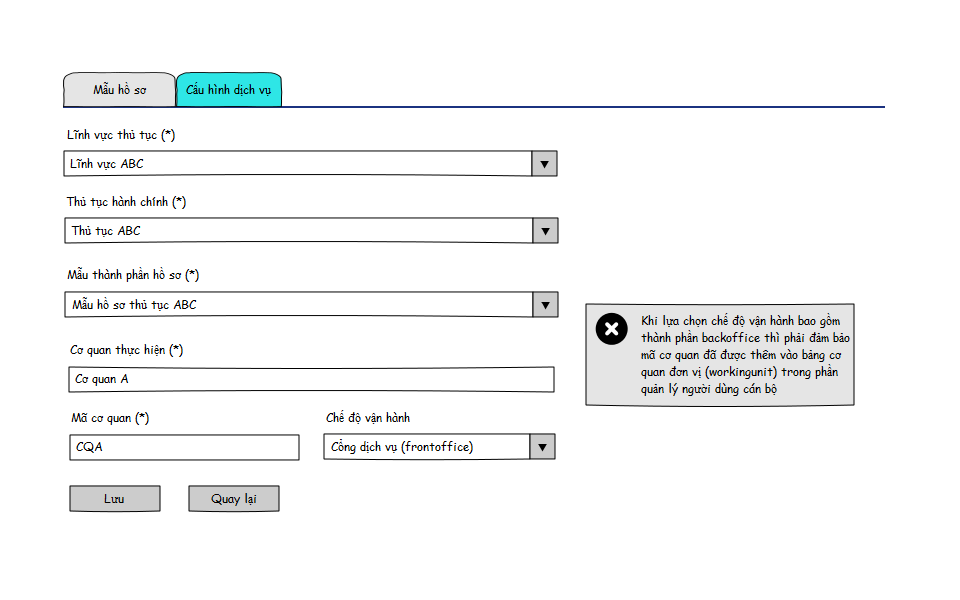 Mẫu hồ sơ
Cấu hình dịch vụ
Lĩnh vực thủ tục (*)
Lĩnh vực ABC
Thủ tục hành chính (*)
Thủ tục ABC
Mẫu thành phần hồ sơ (*)
Mẫu hồ sơ thủ tục ABC
Khi lựa chọn chế độ vận hành bao gồm
thành phần backoffice thì phải đảm bảo
mã cơ quan đã được thêm vào bảng cơ
quan đơn vị (workingunit) trong phần
quản lý người dùng cán bộ
Cơ quan thực hiện (*)
Cơ quan A
Mã cơ quan (*)
Chế độ vận hành
CQA
Cổng dịch vụ (frontoffice)
Lưu
Quay lại